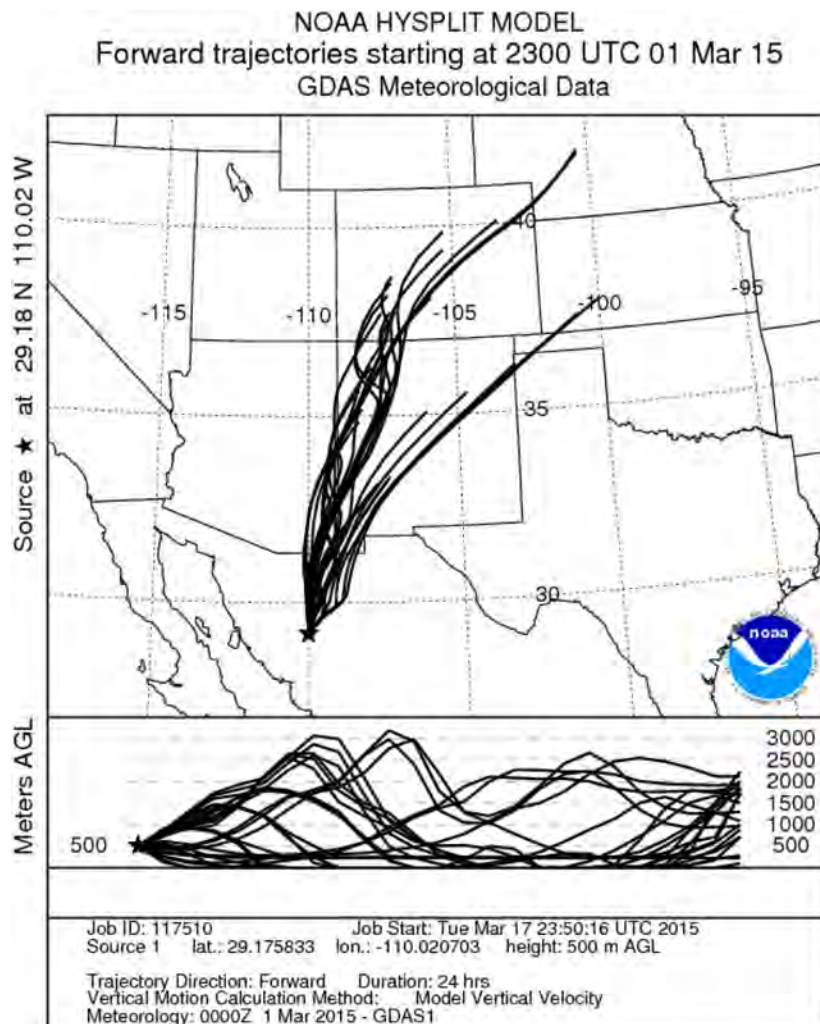 NOAA HYSPLIT MODEL
Forward trajectories starting at 2300 UTC 01 Mar 15
GDAS Meteorological Data
Source ★ at 29.18 N 110.02 W
40
-115
-110
-105
-100
-95
35
30
noaa
Meters AGL
500
3000
2500
2000
1500
1000
500
Job ID: 117510 Job Start: Tue Mar 17 23:50:16 UTC 2015
Source 1 lat.: 29.175833 lon.: -110.020703 height: 500 m AGL
Trajectory Direction: Forward Duration: 24 hrs
Vertical Motion Calculation Method: Model Vertical Velocity
Meteorology: 0000Z 1 Mar 2015 - GDAS1